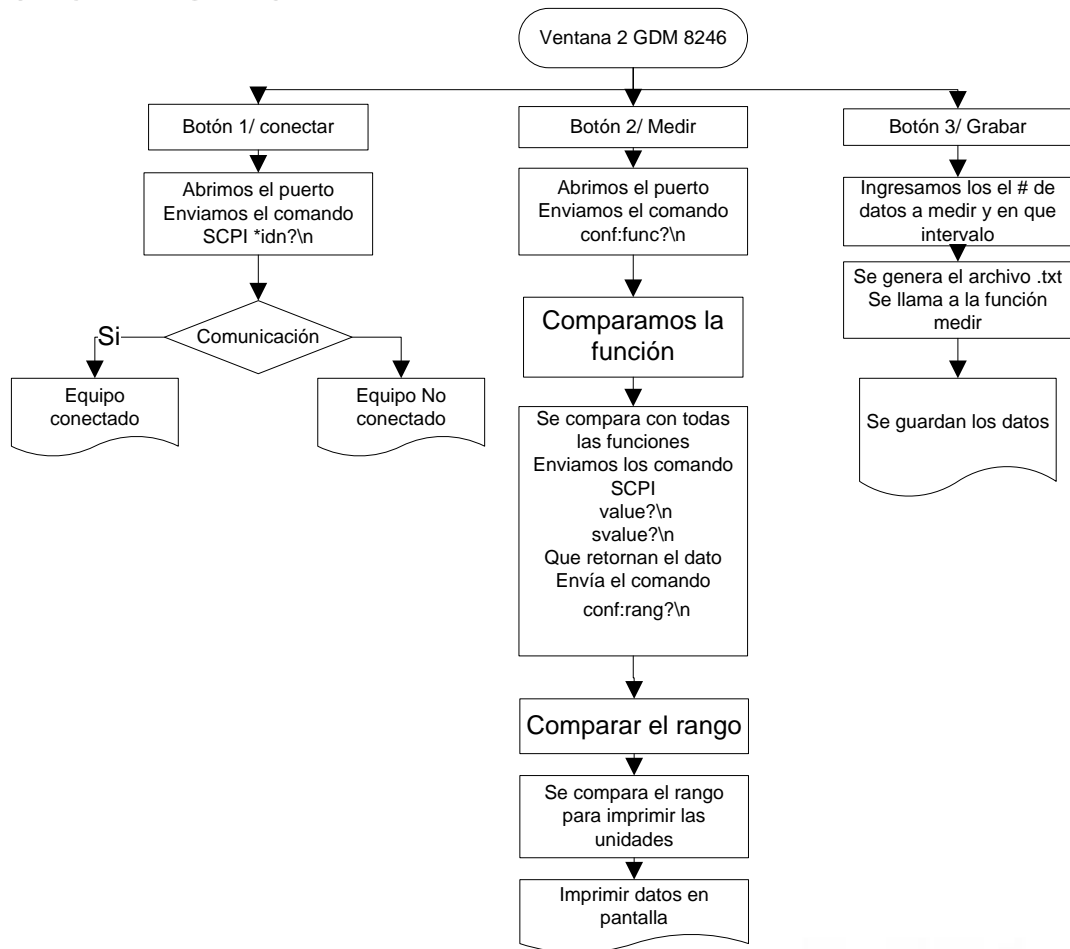 Ventana 2 GDM 8246
Botón 1/ conectar
Abrimos el puerto
Enviamos el comando
SCPI *idn?\n
Comunicación
Si
Equipo
conectado
Equipo No
conectado
Botón 2/ Medir
Abrimos el puerto
Enviamos el comando
conf:func?\n
Comparamos la
función
Se compara con todas
las funciones
Enviamos los comando
SCPI
value?\n
svalue?\n
Que retornan el dato
Envía el comando
conf:rang?\n
Comparar el rango
Se compara el rango
para imprimir las
unidades
Imprimir datos en
pantalla
Botón 3/ Grabar
Ingresamos los el # de
datos a medir y en que
intervalo
Se genera el archivo .txt
Se llama a la función
medir
Se guardan los datos